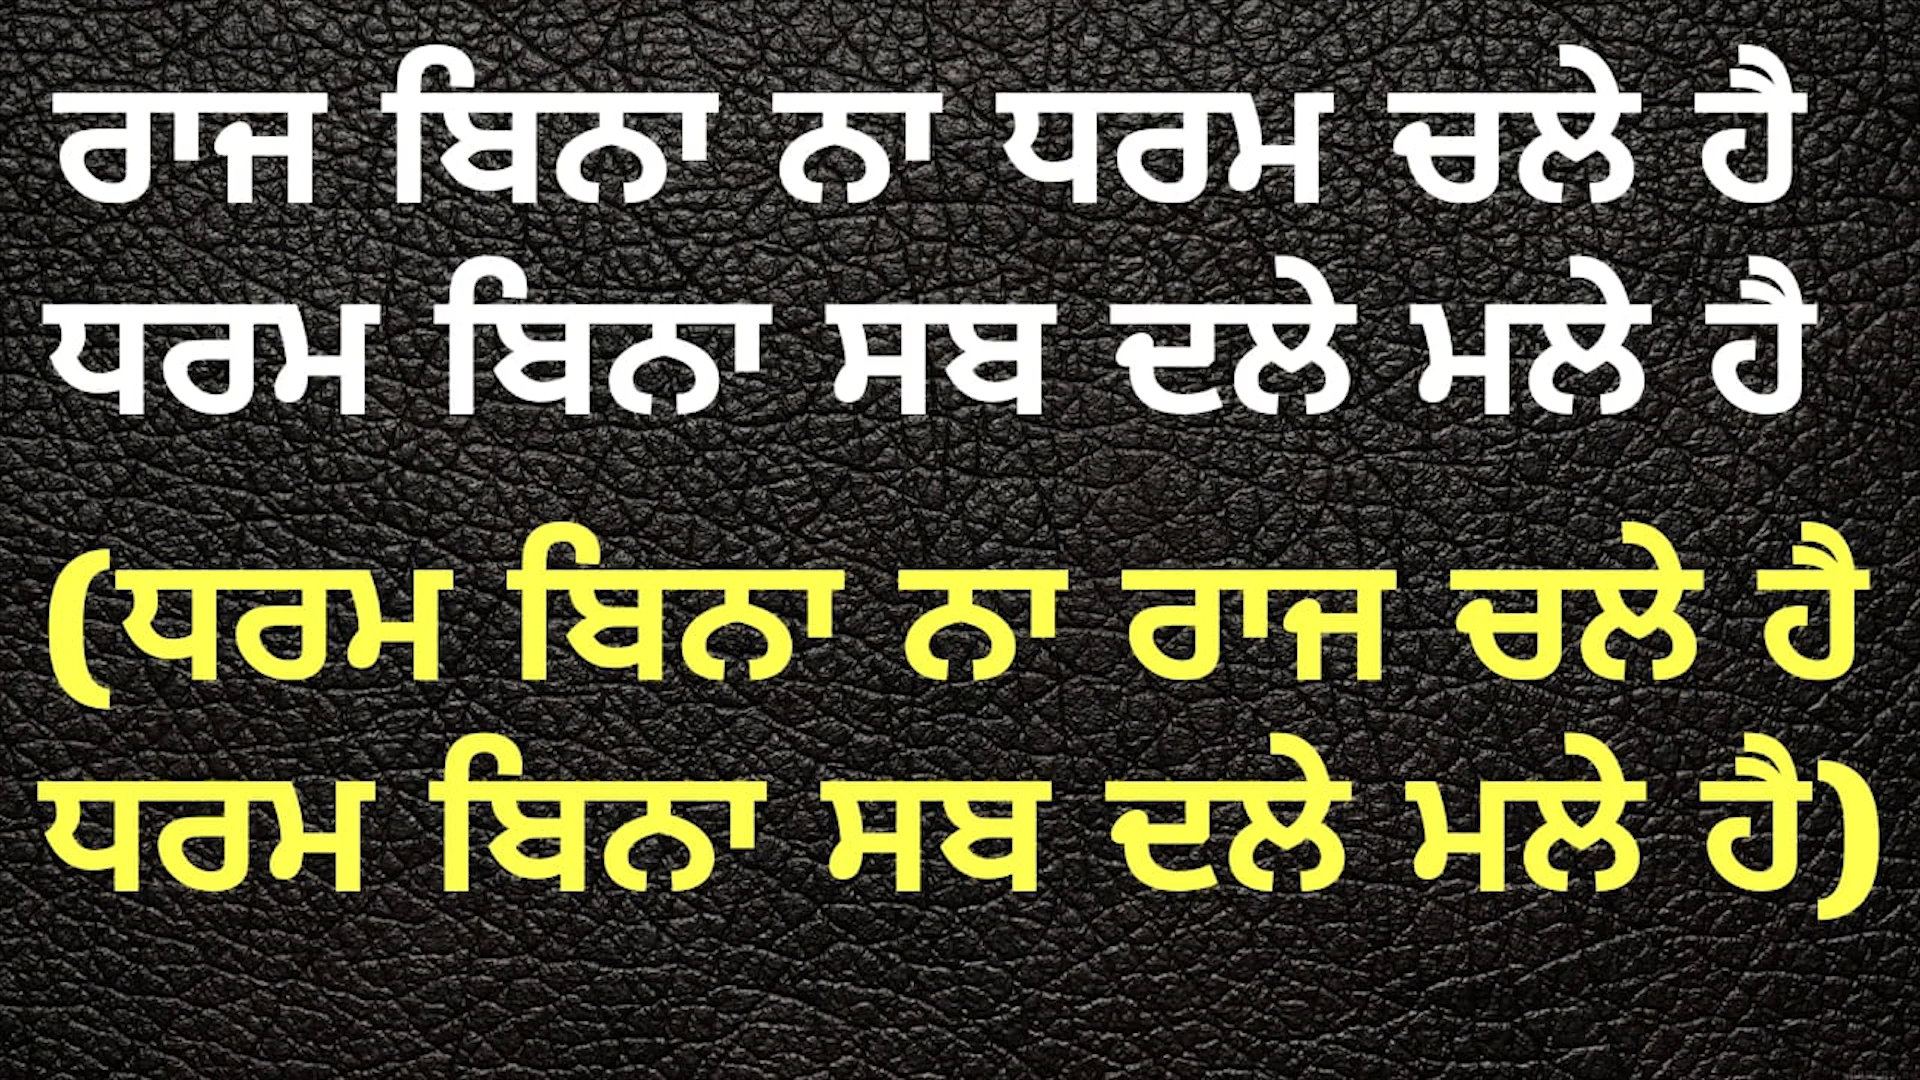 ਰਾਜ ਬਿਨਾ ਨਾ ਧਰਮ ਚਲੇ ਹੈ
ਧਰਮ ਬਿਨਾ ਸਬ ਦਲੇ ਮਲੇ ਹੈ
(ਧਰਮ ਬਿਨਾ ਨਾ ਰਾਜ ਚਲੇ ਹੈ
ਧਰਮ ਬਿਨਾ ਸਬ ਦਲੇ ਮਲੇ ਹੈ)